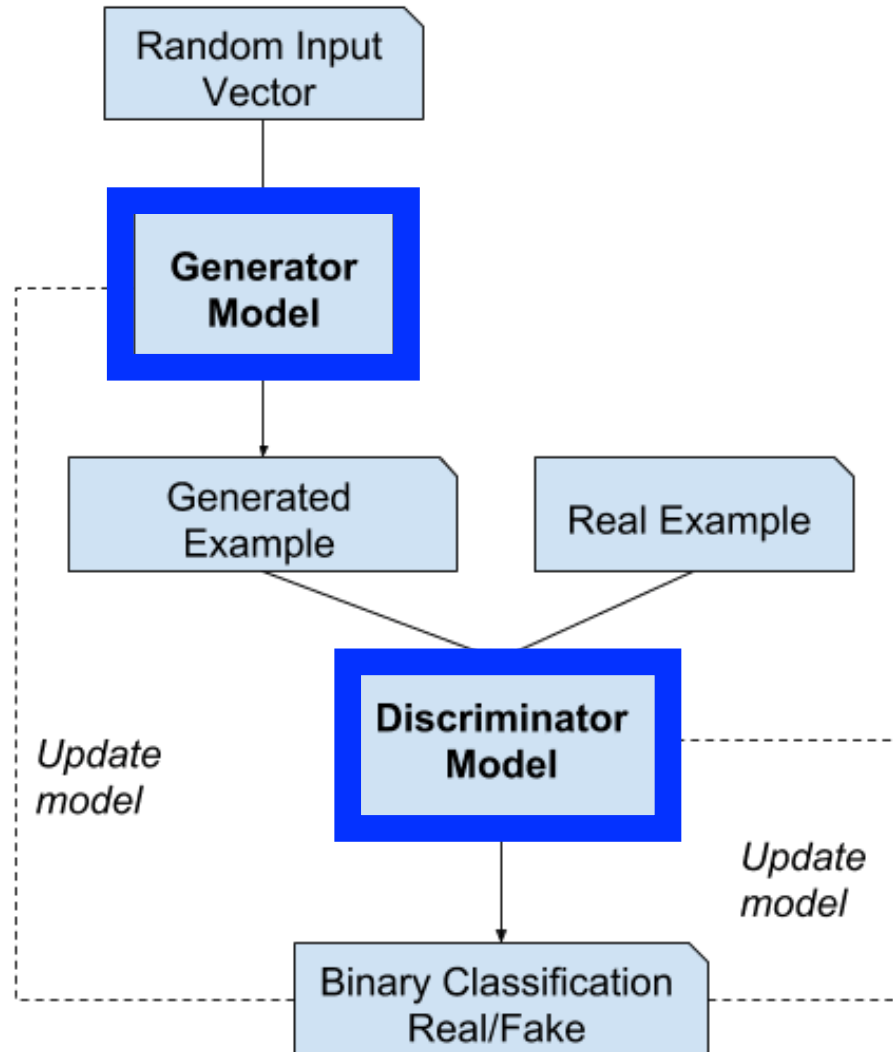 Random Input
Vector
Generator
Model
Generated
Example
Real Example
Discriminator
Model
Update
model
Update
model
Binary Classification
Real/Fake